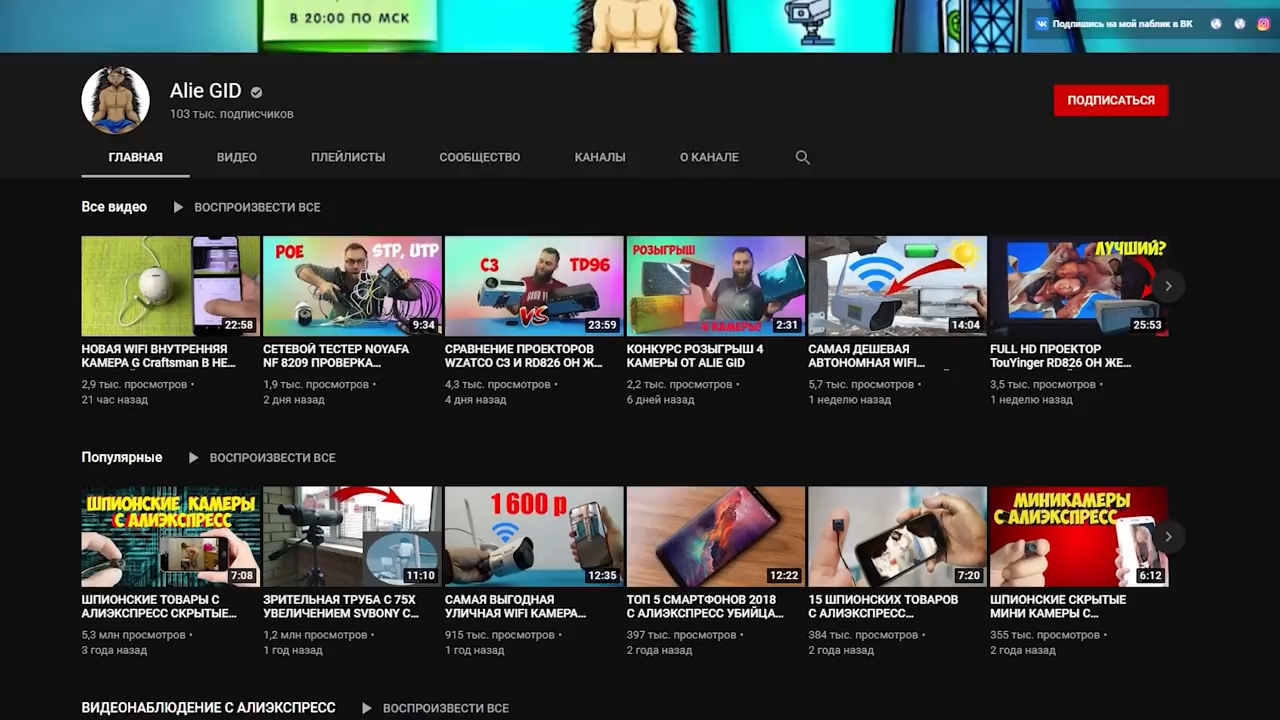 В 20:00 ПО МСК
Подпишись на мой паблик в ВК
Alie GID
103 тыс. подписчиков
ПОДПИСАТЬСЯ
ГЛАВНАЯ
ВИДЕО
ПЛЕЙЛИСТЫ
СООБЩЕСТВО
КАНАЛЫ
О КАНАЛЕ
Все видео
ВОСПРОИЗВЕСТИ ВСЕ
22:58
POE
STP, UTP
9:34
C3
TD96
VS
23:59
РОЗЫГРЫШ
4 КАМЕРЫ!
2:31
14:04
ЛУЧШИЙ?
25:53
НОВАЯ WIFI ВНУТРЕННЯЯ
КАМЕРА G Craftsman В НЕ...
2,9 тыс. просмотров •
21 час назад
СЕТЕВОЙ ТЕСТЕР NOYAFA
NF 8209 ПРОВЕРКА...
1,9 тыс. просмотров •
2 дня назад
СРАВНЕНИЕ ПРОЕКТОРОВ
WZATCO C3 И RD826 ОН Ж...
4,3 тыс. просмотров •
4 дня назад
КОНКУРС РОЗЫГРЫШ 4
КАМЕРЫ ОТ ALIE GID
2,2 тыс. просмотров •
6 дней назад
САМАЯ ДЕШЕВАЯ
АВТОНОМНАЯ WIFI...
5,7 тыс. просмотров •
1 неделю назад
FULL HD ПРОЕКТОР
TouYinger RD826 ОН ЖЕ...
3,5 тыс. просмотров •
1 неделю назад
Популярные
ВОСПРОИЗВЕСТИ ВСЕ
ШПИОНСКИЕ КАМЕРЫ
С АЛИЭКСПРЕСС
7:08
11:10
1600 р
12:35
12:22
7:20
МИНИКАМЕРЫ
С АЛИЭКСПРЕСС
6:12
ШПИОНСКИЕ ТОВАРЫ С
АЛИЭКСПРЕСС СКРЫТЫЕ...
5,3 млн просмотров •
3 года назад
ЗРИТЕЛЬНАЯ ТРУБА С 75X
УВЕЛИЧЕНИЕМ SVBONY С...
1,2 млн просмотров •
1 год назад
САМАЯ ВЫГОДНАЯ
УЛИЧНАЯ WIFI КАМЕРА...
915 тыс. просмотров •
1 год назад
ТОП 5 СМАРТФОНОВ 2018
С АЛИЭКСПРЕСС УБИЙЦА...
397 тыс. просмотров •
2 года назад
15 ШПИОНСКИХ ТОВАРОВ
С АЛИЭКСПРЕСС...
384 тыс. просмотров •
2 года назад
ШПИОНСКИЕ СКРЫТЫЕ
МИНИ КАМЕРЫ С...
355 тыс. просмотров •
2 года назад
ВИДЕОНАБЛЮДЕНИЕ С АЛИЭКСПРЕСС
ВОСПРОИЗВЕСТИ ВСЕ